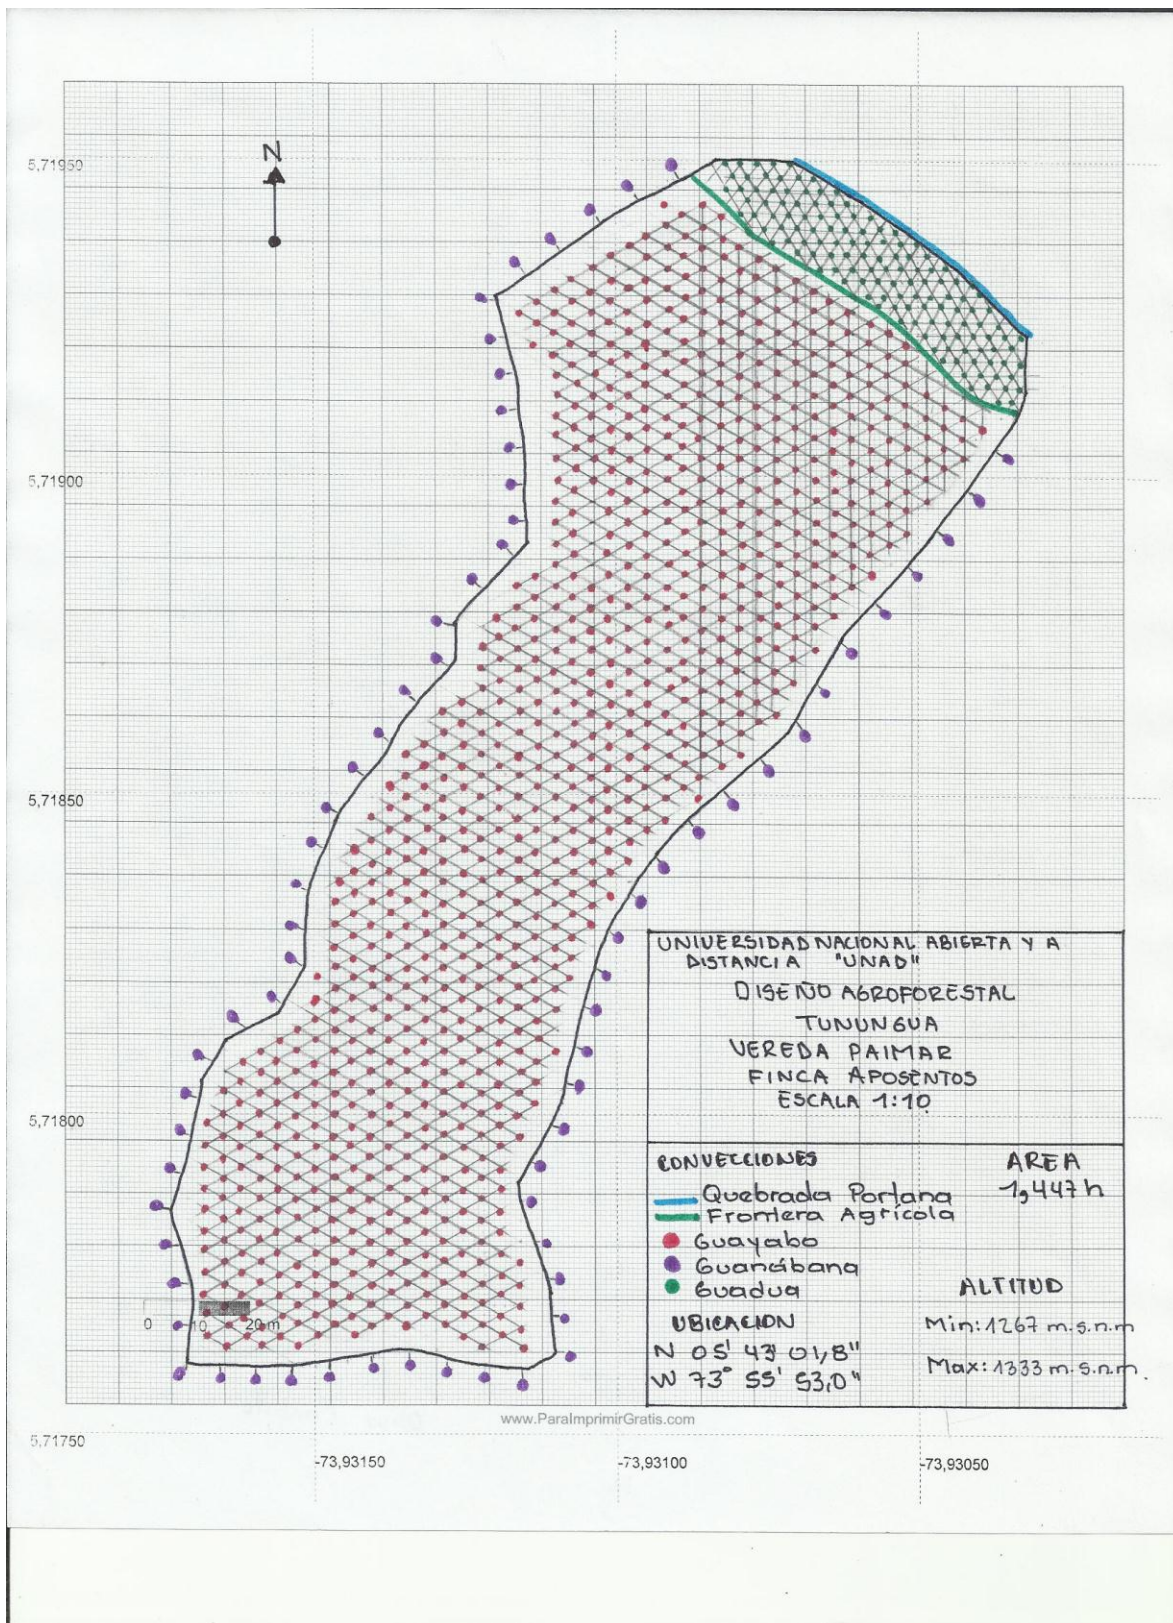 N
5,71950
5,71900
5,71850
5,71800
5,71750
0 10 20 m
-73,93150
-73,93100
-73,93050
UNIVERSIDAD NACIONAL ABIERTA Y A
DISTANCIA "UNAD"
DISEÑO AGROFORESTAL
TUNUNGUA
VEREDA PAIMAR
FINCA APOSENTOS
ESCALA 1:10
CONVECCIONES
Quebrada Porlana
Frontera Agrícola
Guayabo
Guanábana
Guadua
AREA
1,447 h
UBICACION
N 05' 43' 01,8"
W 73° 55' 53,0"
ALTITUD
Min: 1267 m.s.n.m
Max: 1333 m.s.n.m.
www.ParaImprimirGratis.com